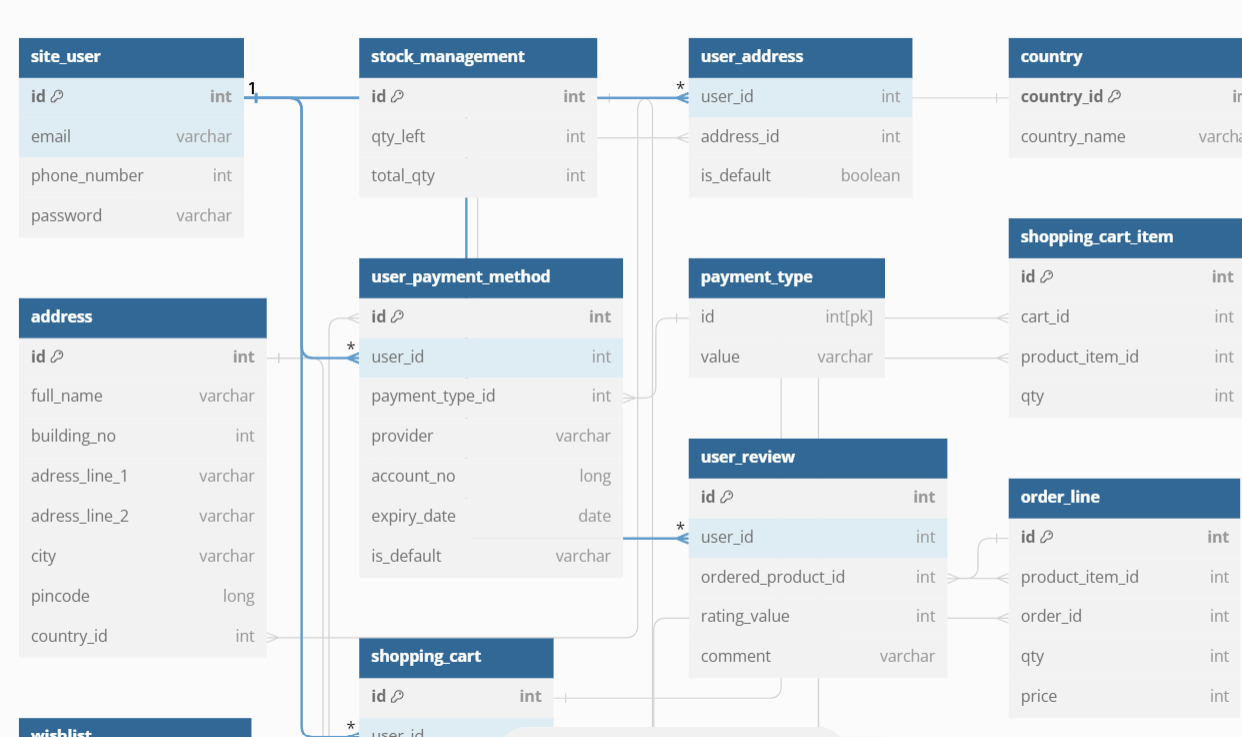 site_user
id int
email varchar
phone_number int
password varchar
1
stock_management
id int
qty_left int
total_qty int
*
user_address
user_id int
address_id int
is_default boolean
country
country_id
country_name
address
id int
full_name varchar
building_no int
adress_line_1 varchar
adress_line_2 varchar
city varchar
pincode long
country_id int
user_payment_method
id int
*
user_id int
payment_type_id int
provider varchar
account_no long
expiry_date date
is_default varchar
payment_type
id int[pk]
value varchar
shopping_cart_item
id int
cart_id int
product_item_id int
qty int
user_review
id int
*
user_id int
ordered_product_id int
rating_value int
comment varchar
order_line
id int
product_item_id int
order_id int
qty int
price int
shopping_cart
id int
*
user_id
wishlist